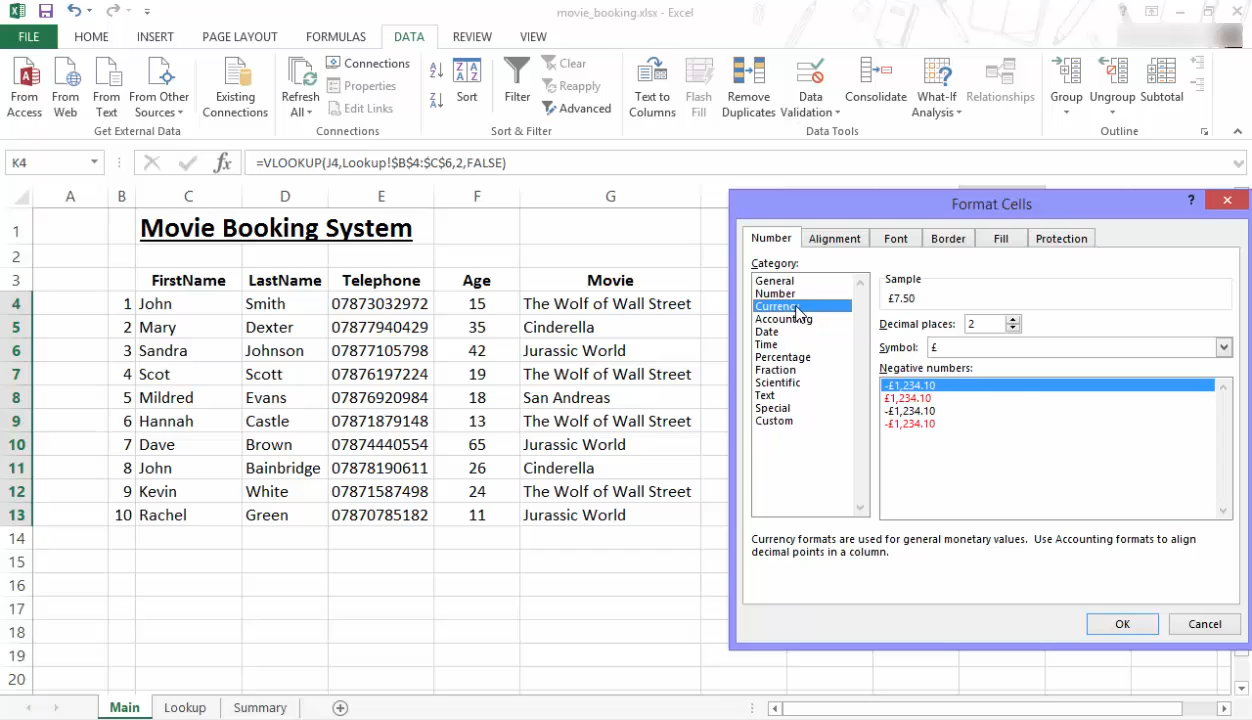 movie_booking.xlsx - Excel
FILE HOME INSERT PAGE LAYOUT FORMULAS DATA REVIEW VIEW
From Access
From Web
From Text
From Other Sources
Existing Connections
Get External Data
Refresh All
Connections
Properties
Edit Links
Connections
Sort
Filter
Clear
Reapply
Advanced
Sort & Filter
Text to Columns
Flash Fill
Remove Duplicates
Data Validation
Consolidate
What-If Analysis
Relationships
Data Tools
Group
Ungroup
Subtotal
Outline
K4 fx =VLOOKUP(J4,Lookup!$B$4:$C$6,2,FALSE)
A B C D E F G
1 Movie Booking System
2
3 FirstName LastName Telephone Age Movie
4 1 John Smith 07873032972 15 The Wolf of Wall Street
5 2 Mary Dexter 07877940429 35 Cinderella
6 3 Sandra Johnson 07877105798 42 Jurassic World
7 4 Scot Scott 07876197224 19 The Wolf of Wall Street
8 5 Mildred Evans 07876920984 18 San Andreas
9 6 Hannah Castle 07871879148 13 The Wolf of Wall Street
10 7 Dave Brown 07874440554 65 Jurassic World
11 8 John Bainbridge 07878190611 26 Cinderella
12 9 Kevin White 07871587498 24 The Wolf of Wall Street
13 10 Rachel Green 07870785182 11 Jurassic World
14
15
16
17
18
19
20
Format Cells
Number Alignment Font Border Fill Protection
Category:
General
Number
Currency
Accounting
Date
Time
Percentage
Fraction
Scientific
Text
Special
Custom
Sample
£7.50
Decimal places: 2
Symbol: £
Negative numbers:
-£1,234.10
£1,234.10
-£1,234.10
-£1,234.10
Currency formats are used for general monetary values. Use Accounting formats to align
decimal points in a column.
OK Cancel
Main Lookup Summary